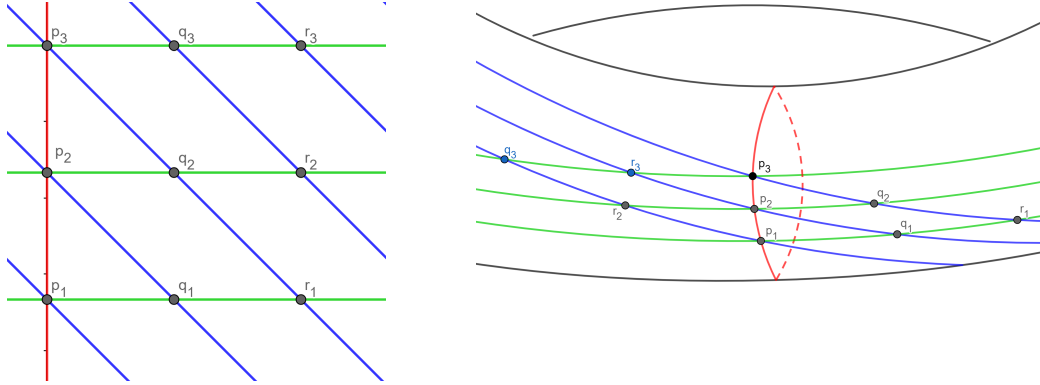 p3 q3 r3
p2 q2 r2
p1 q1 r1
q3 r3 p3
r2 p2 q2
p1 q1 r1